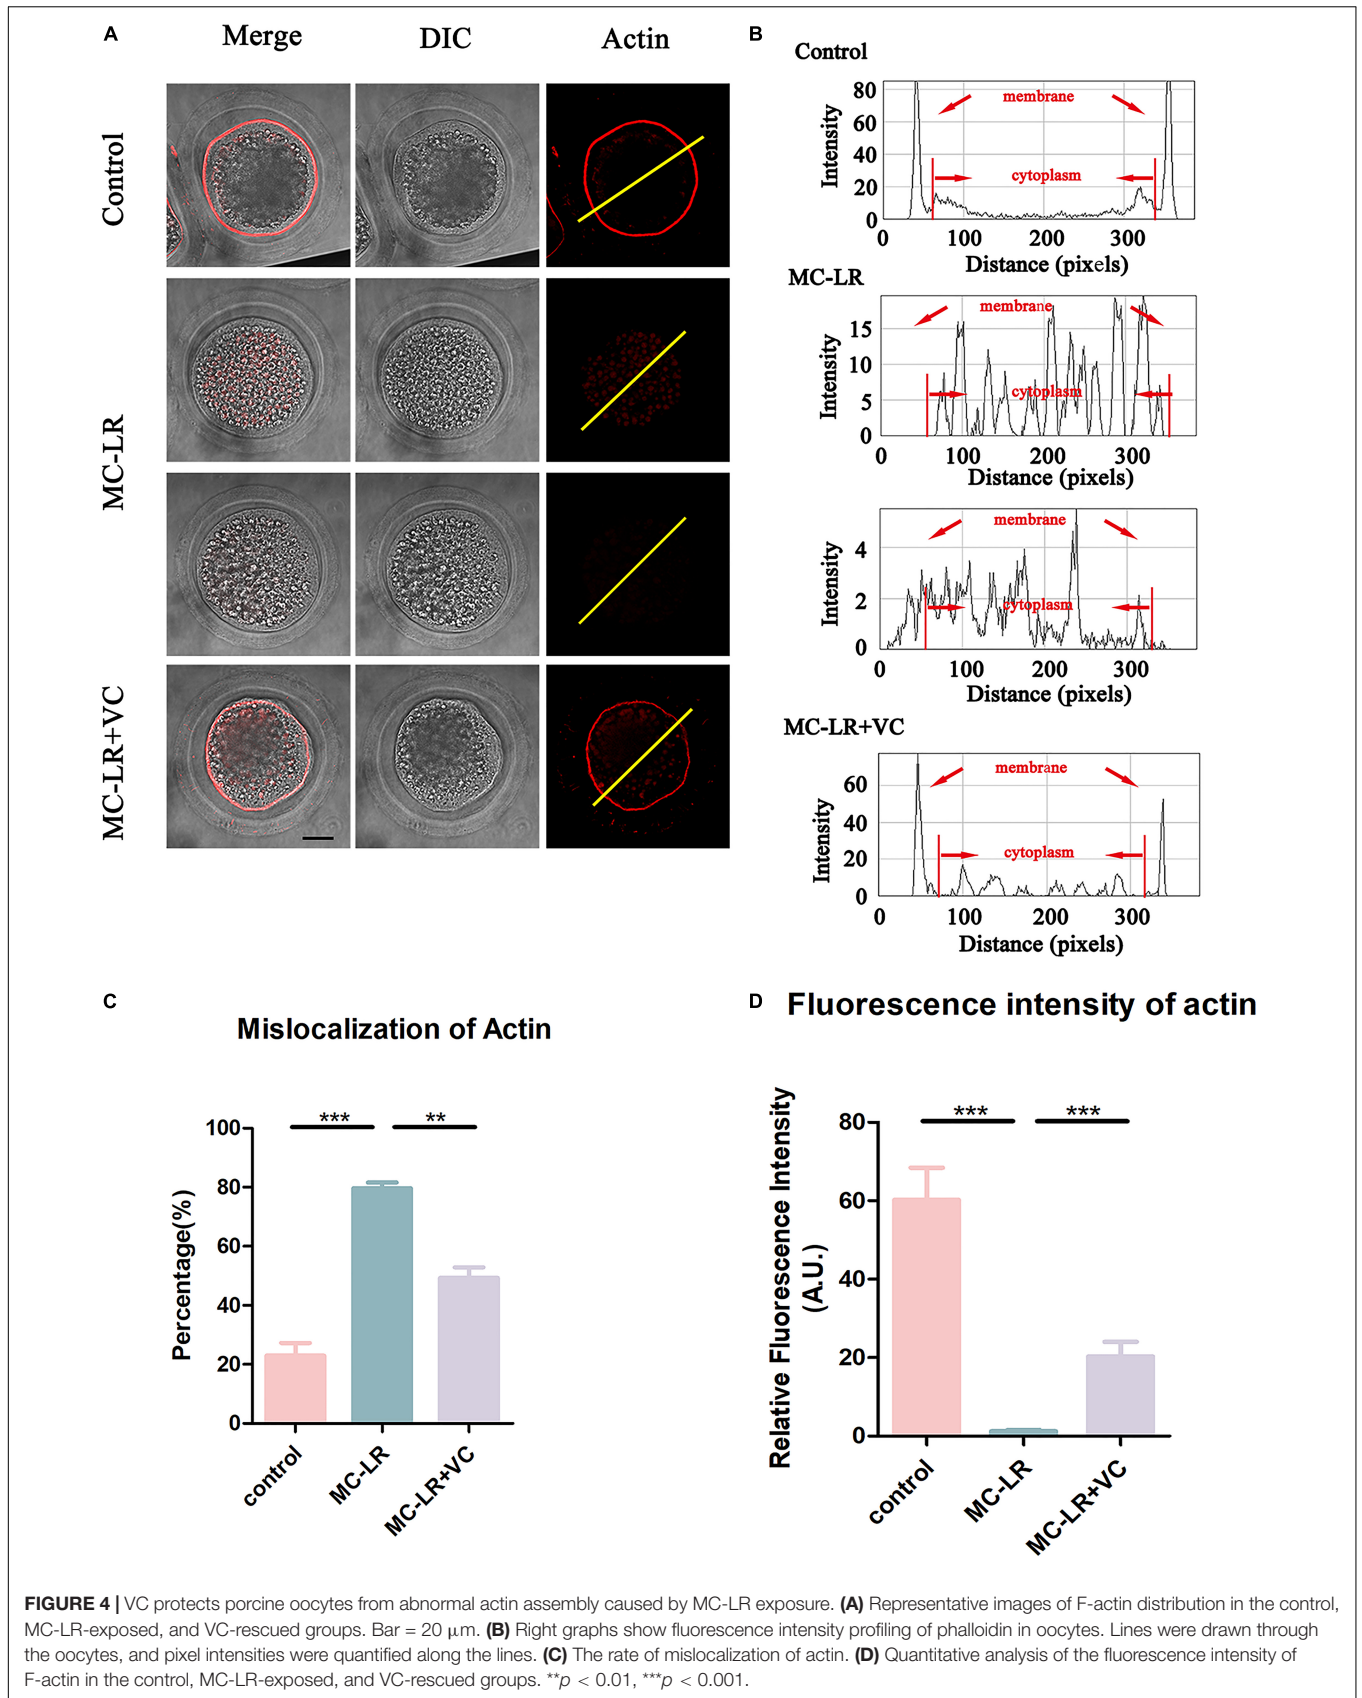 A
Merge
DIC
Actin
Control
MC-LR
MC-LR+VC
B
Control
Intensity
80
60
40
20
0
membrane
cytoplasm
0 100 200 300
Distance (pixels)
MC-LR
Intensity
15
10
5
0
membrane
cytoplasm
0 100 200 300
Distance (pixels)
Intensity
4
2
0
membrane
cytoplasm
0 100 200 300
Distance (pixels)
MC-LR+VC
Intensity
60
40
20
0
membrane
cytoplasm
0 100 200 300
Distance (pixels)
C
Mislocalization of Actin
Percentage(%)
100
80
60
40
20
0
***
**
control
MC-LR
MC-LR+VC
D
Fluorescence intensity of actin
Relative Fluorescence Intensity
(A.U.)
80
60
40
20
0
***
***
control
MC-LR
MC-LR+VC
FIGURE 4 | VC protects porcine oocytes from abnormal actin assembly caused by MC-LR exposure. (A) Representative images of F-actin distribution in the control,
MC-LR-exposed, and VC-rescued groups. Bar = 20 μm. (B) Right graphs show fluorescence intensity profiling of phalloidin in oocytes. Lines were drawn through
the oocytes, and pixel intensities were quantified along the lines. (C) The rate of mislocalization of actin. (D) Quantitative analysis of the fluorescence intensity of
F-actin in the control, MC-LR-exposed, and VC-rescued groups. **p < 0.01, ***p < 0.001.